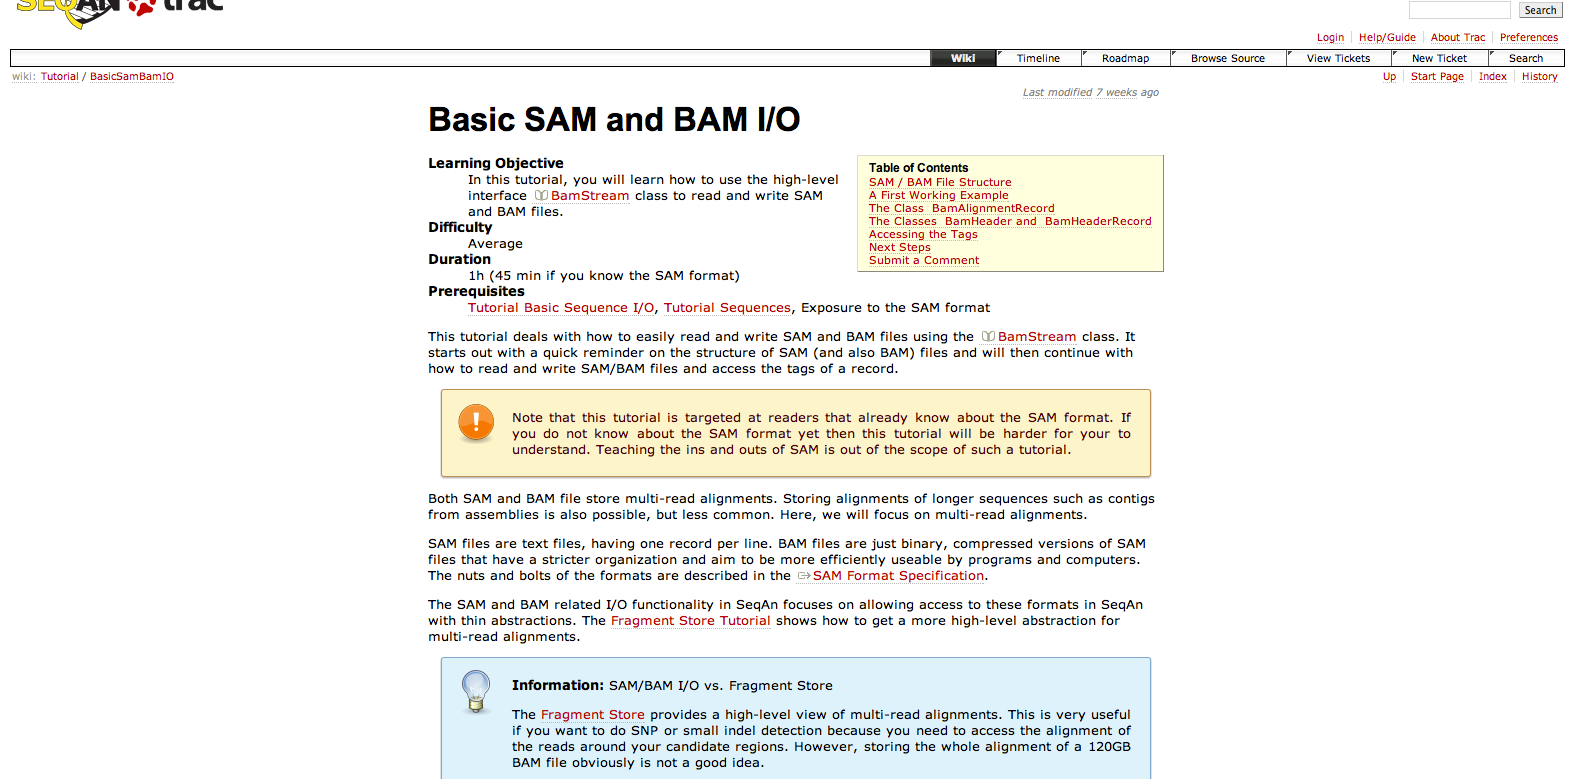 SEQAN trac
Search
Login Help/Guide About Trac Preferences
Wiki Timeline Roadmap Browse Source View Tickets New Ticket Search
wiki: Tutorial / BasicSamBamIO
Up Start Page Index History
Last modified 7 weeks ago
Basic SAM and BAM I/O
Learning Objective
In this tutorial, you will learn how to use the high-level
interface BamStream class to read and write SAM
and BAM files.
Difficulty
Average
Duration
1h (45 min if you know the SAM format)
Prerequisites
Tutorial Basic Sequence I/O, Tutorial Sequences, Exposure to the SAM format
Table of Contents
SAM / BAM File Structure
A First Working Example
The Class BamAlignmentRecord
The Classes BamHeader and BamHeaderRecord
Accessing the Tags
Next Steps
Submit a Comment
This tutorial deals with how to easily read and write SAM and BAM files using the BamStream class. It
starts out with a quick reminder on the structure of SAM (and also BAM) files and will then continue with
how to read and write SAM/BAM files and access the tags of a record.
Note that this tutorial is targeted at readers that already know about the SAM format. If
you do not know about the SAM format yet then this tutorial will be harder for your to
understand. Teaching the ins and outs of SAM is out of the scope of such a tutorial.
Both SAM and BAM file store multi-read alignments. Storing alignments of longer sequences such as contigs
from assemblies is also possible, but less common. Here, we will focus on multi-read alignments.
SAM files are text files, having one record per line. BAM files are just binary, compressed versions of SAM
files that have a stricter organization and aim to be more efficiently useable by programs and computers.
The nuts and bolts of the formats are described in the SAM Format Specification.
The SAM and BAM related I/O functionality in SeqAn focuses on allowing access to these formats in SeqAn
with thin abstractions. The Fragment Store Tutorial shows how to get a more high-level abstraction for
multi-read alignments.
Information: SAM/BAM I/O vs. Fragment Store
The Fragment Store provides a high-level view of multi-read alignments. This is very useful
if you want to do SNP or small indel detection because you need to access the alignment of
the reads around your candidate regions. However, storing the whole alignment of a 120GB
BAM file obviously is not a good idea.